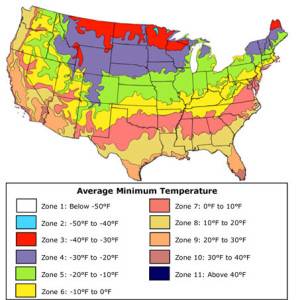 Average Minimum Temperature
Zone 1: Below -50°F
Zone 2: -50°F to -40°F
Zone 3: -40°F to -30°F
Zone 4: -30°F to -20°F
Zone 5: -20°F to -10°F
Zone 6: -10°F to 0°F
Zone 7: 0°F to 10°F
Zone 8: 10°F to 20°F
Zone 9: 20°F to 30°F
Zone 10: 30°F to 40°F
Zone 11: Above 40°F